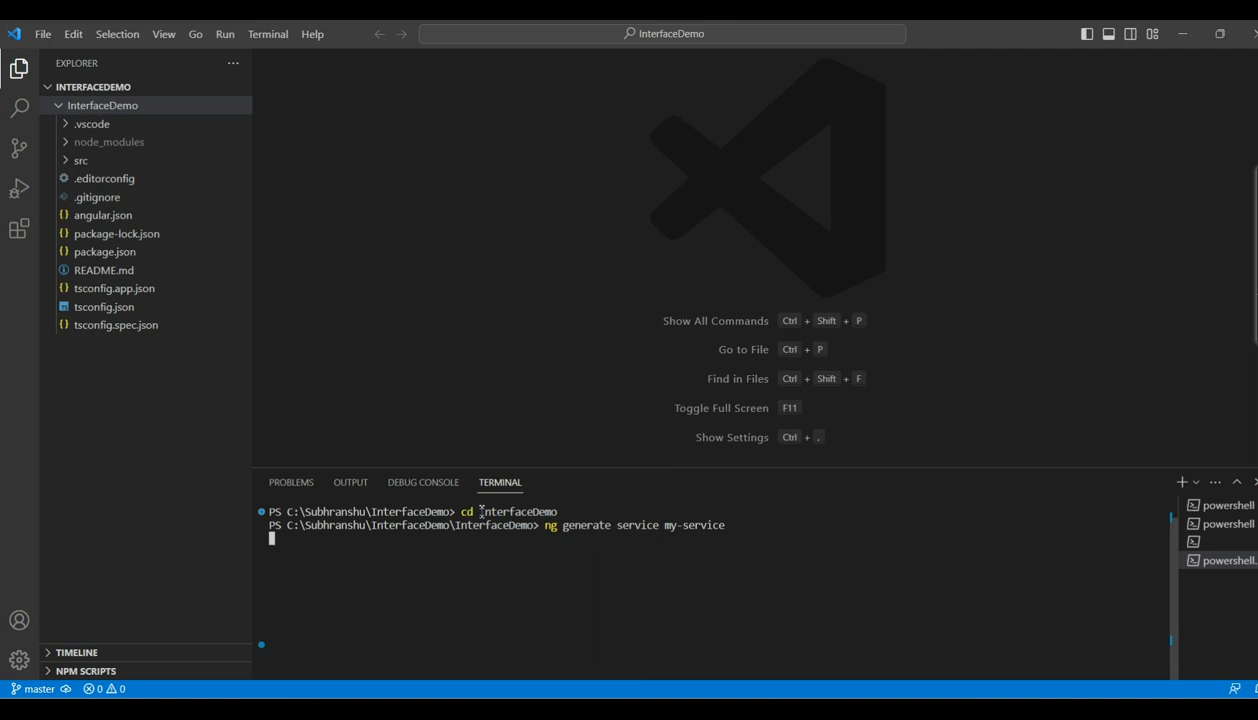 File Edit Selection View Go Run Terminal Help
InterfaceDemo
EXPLORER
INTERFACEDEMO
InterfaceDemo
.vscode
node_modules
src
.editorconfig
.gitignore
angular.json
package-lock.json
package.json
README.md
tsconfig.app.json
tsconfig.json
tsconfig.spec.json
Show All Commands Ctrl + Shift + P
Go to File Ctrl + P
Find in Files Ctrl + Shift + F
Toggle Full Screen F11
Show Settings Ctrl + ,
PROBLEMS OUTPUT DEBUG CONSOLE TERMINAL
PS C:\Subhranshu\InterfaceDemo> cd InterfaceDemo
PS C:\Subhranshu\InterfaceDemo\InterfaceDemo> ng generate service my-service
powershell
powershell
powershell.
TIMELINE
NPM SCRIPTS
master 0 0